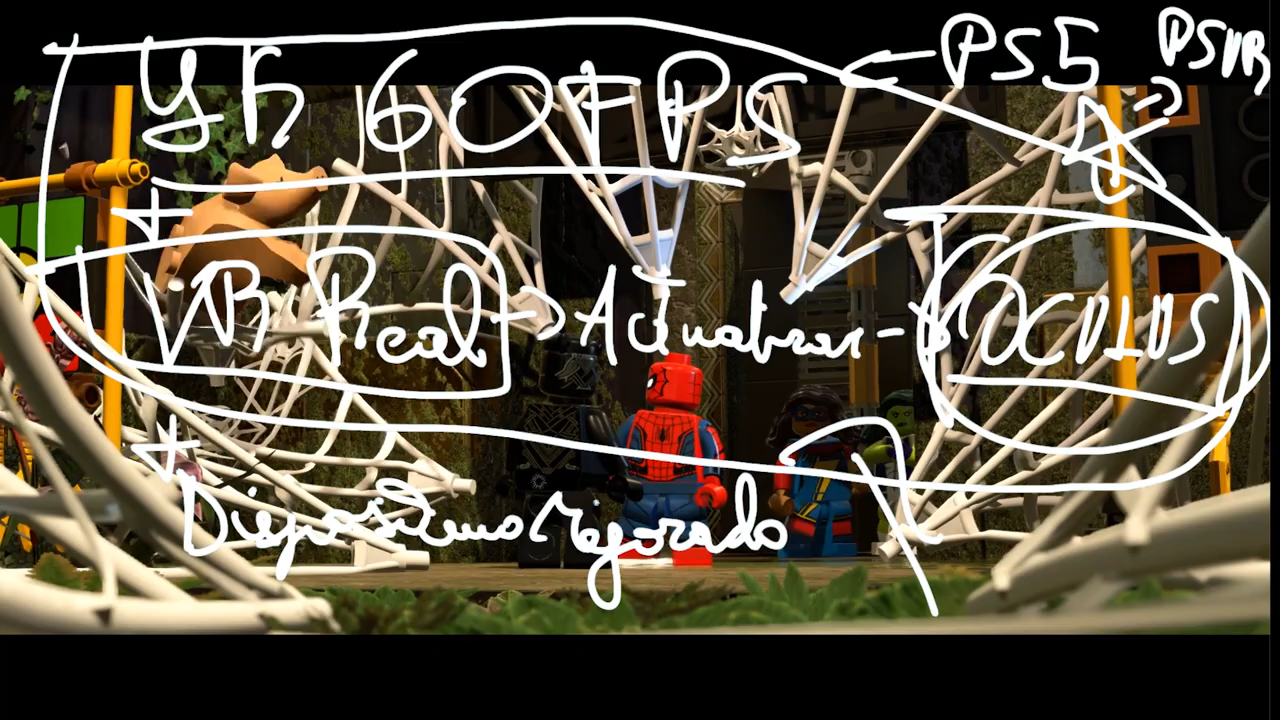 4K 60FPS ← PS5 PSVR
+
VR Real → Actualizar → OCULUS
+
Dispositivo Mejorado